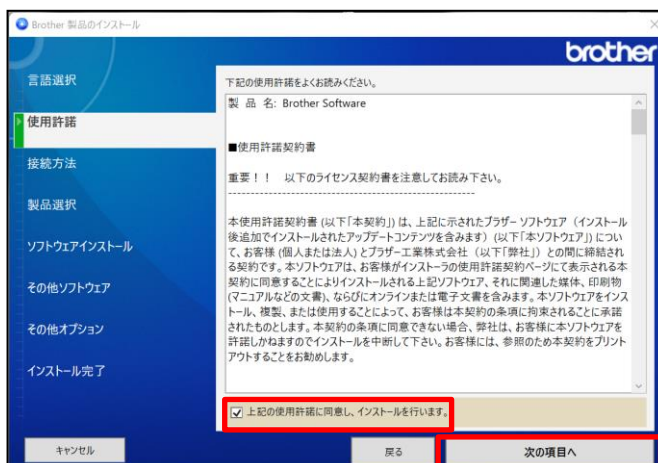 Brother 製品のインストール
brother
言語選択
使用許諾
接続方法
製品選択
ソフトウェアインストール
その他ソフトウェア
その他オプション
インストール完了
下記の使用許諾をよくお読みください。
製 品 名: Brother Software
■使用許諾契約書
重要！！ 以下のライセンス契約書を注意してお読み下さい。
------------------------------------------------------
本使用許諾契約書 (以下「本契約」) は、上記に示されたブラザー ソフトウェア（インストール
後追加でインストールされたアップデートコンテンツを含みます）(以下「本ソフトウェア」) につい
て、お客様 (個人または法人) とブラザー工業株式会社（以下「弊社」）との間に締結され
る契約です。本ソフトウェアは、お客様がインストーラの使用許諾契約ページにて表示される本
契約に同意することによりインストールされる上記ソフトウェア、それに関連した媒体、印刷物
(マニュアルなどの文書)、ならびにオンラインまたは電子文書を含みます。本ソフトウェアをインス
トール、複製、または使用することによって、お客様は本契約の条項に拘束されることに承諾
されたものとします。本契約の条項に同意できない場合、弊社は、お客様に本ソフトウェアを
許諾しかねますのでインストールを中断して下さい。お客様には、参照のため本契約をプリント
アウトすることをお勧めします。
上記の使用許諾に同意し、インストールを行います。
キャンセル
戻る
次の項目へ